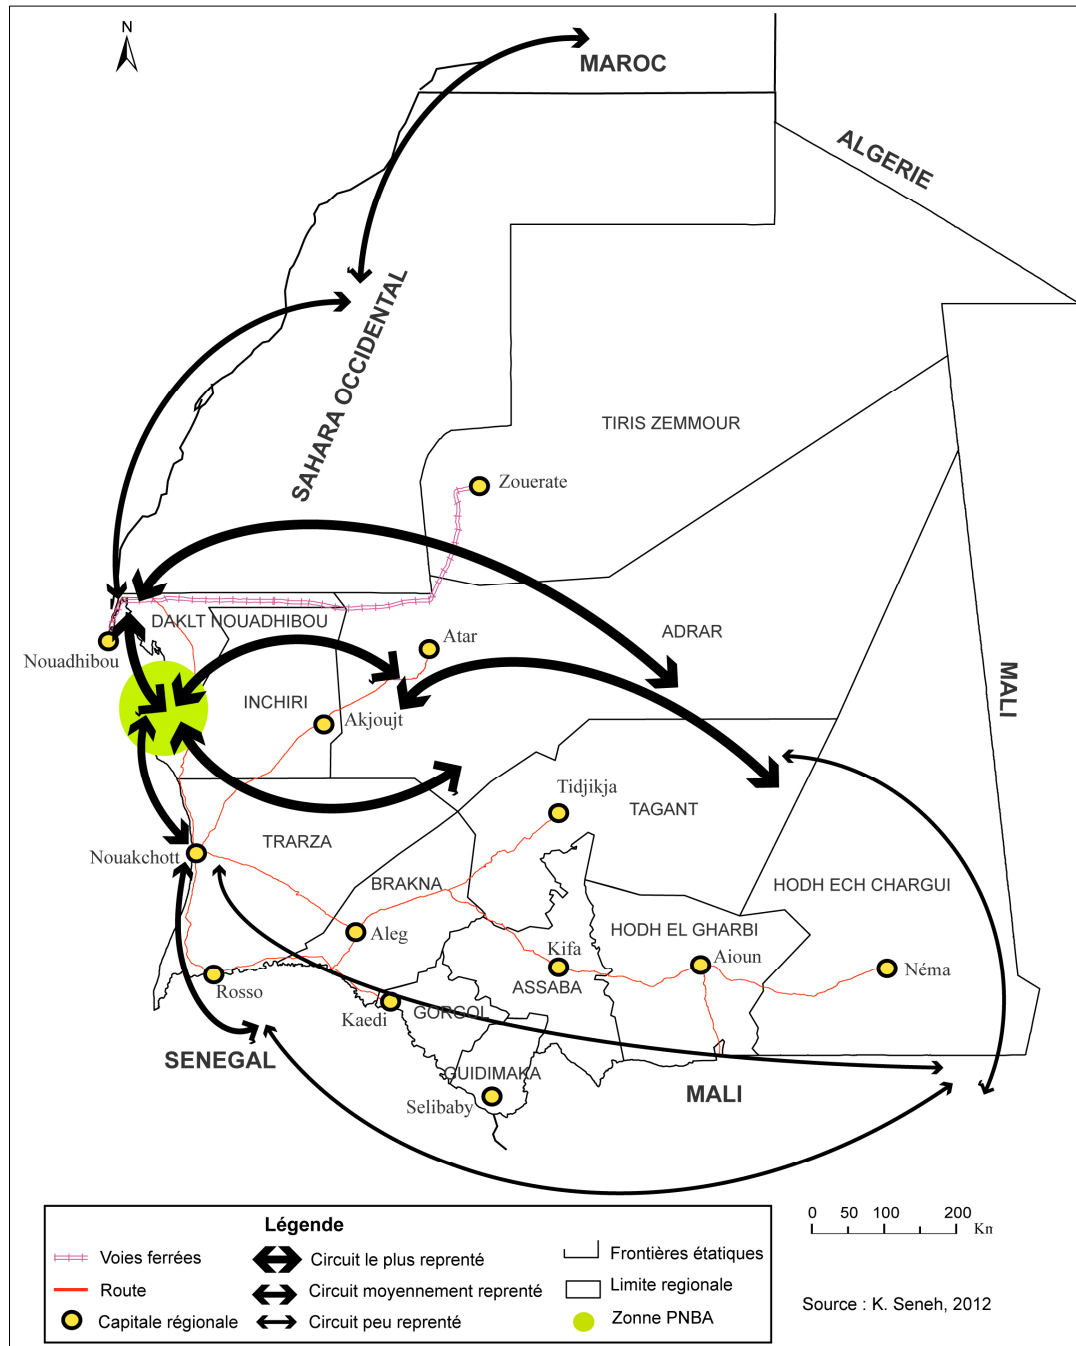 N
MAROC
ALGERIE
SAHARA OCCIDENTAL
TIRIS ZEMMOUR
Zouerate
DAKLT NOUADHIBOU
Nouadhibou
Atar
ADRAR
MALI
INCHIRI
Akjoujt
Tidjikja
TAGANT
TRARZA
Nouakchott
BRAKNA
HODH ECH CHARGUI
Aleg
HODH EL GHARBI
Kifa
Aioun
Néma
Rosso
ASSABA
Kaedi
GORGOL
SENEGAL
GUIDIMAKA
Selibaby
MALI
Légende
Voies ferrées
Route
Capitale régionale
Circuit le plus reprenté
Circuit moyennement reprenté
Circuit peu reprenté
Frontières étatiques
Limite regionale
Zonne PNBA
0 50 100 200
Km
Source : K. Seneh, 2012